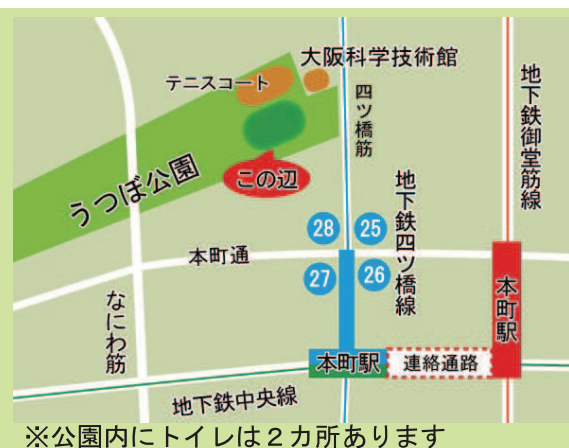 大阪科学技術館
テニスコート
四ツ橋筋
地下鉄御堂筋線
うつぼ公園
この辺
地下鉄四ツ橋線
28
25
本町通
27
26
なにわ筋
本町駅
本町駅
連絡通路
地下鉄中央線
※公園内にトイレは２カ所あります